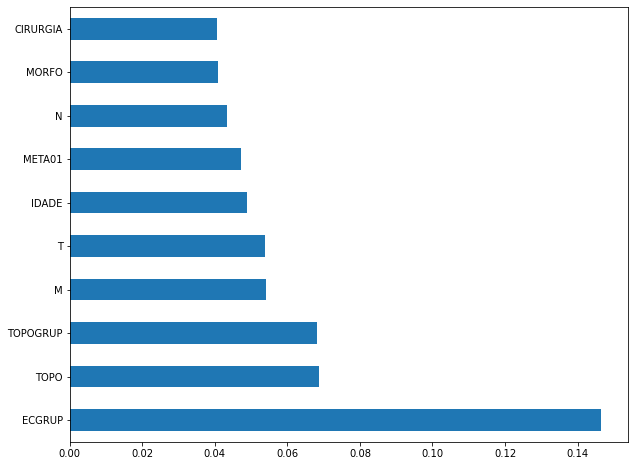 CIRURGIA
MORFO
N
META01
IDADE
T
M
TOPOGRUP
TOPO
ECGRUP
0.00 0.02 0.04 0.06 0.08 0.10 0.12 0.14